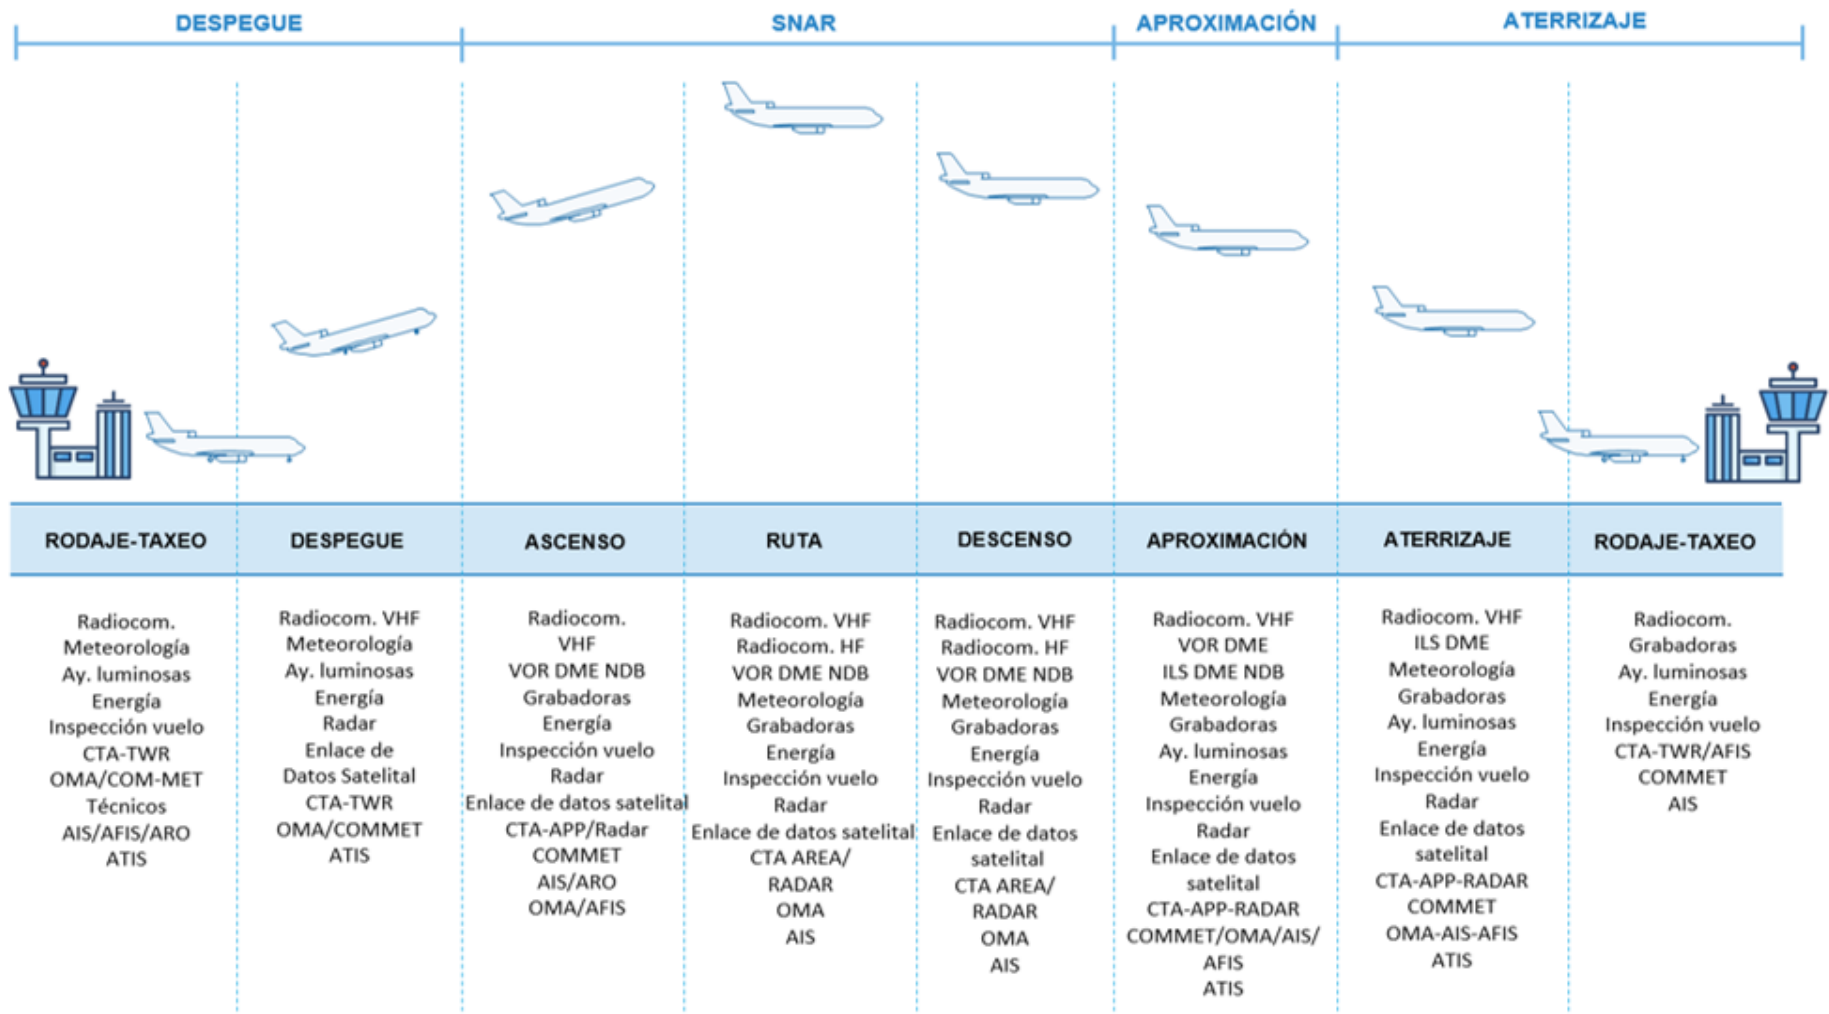 DESPEGUE
SNAR
APROXIMACIÓN
ATERRIZAJE
RODAJE-TAXEO
DESPEGUE
ASCENSO
RUTA
DESCENSO
APROXIMACIÓN
ATERRIZAJE
RODAJE-TAXEO
Radiocom.
Meteorología
Ay. luminosas
Energía
Inspección vuelo
CTA-TWR
OMA/COM-MET
Técnicos
AIS/AFIS/ARO
ATIS
Radiocom. VHF
Meteorología
Ay. luminosas
Energía
Radar
Enlace de
Datos Satelital
CTA-TWR
OMA/COMMET
ATIS
Radiocom.
VHF
VOR DME NDB
Grabadoras
Energía
Inspección vuelo
Radar
Enlace de datos satelital
CTA-APP/Radar
COMMET
AIS/ARO
OMA/AFIS
Radiocom. VHF
Radiocom. HF
VOR DME NDB
Meteorología
Grabadoras
Energía
Inspección vuelo
Radar
Enlace de datos satelital
CTA AREA/
RADAR
OMA
AIS
Radiocom. VHF
Radiocom. HF
VOR DME NDB
Meteorología
Grabadoras
Energía
Inspección vuelo
Radar
Enlace de datos
satelital
CTA AREA/
RADAR
OMA
AIS
Radiocom. VHF
VOR DME
ILS DME NDB
Meteorología
Grabadoras
Ay. luminosas
Energía
Inspección vuelo
Radar
Enlace de datos
satelital
CTA-APP-RADAR
COMMET/OMA/AIS/
AFIS
ATIS
Radiocom. VHF
ILS DME
Meteorología
Grabadoras
Ay. luminosas
Energía
Inspección vuelo
Radar
Enlace de datos
satelital
CTA-APP-RADAR
COMMET
OMA-AIS-AFIS
ATIS
Radiocom.
Grabadoras
Ay. luminosas
Energía
Inspección vuelo
CTA-TWR/AFIS
COMMET
AIS